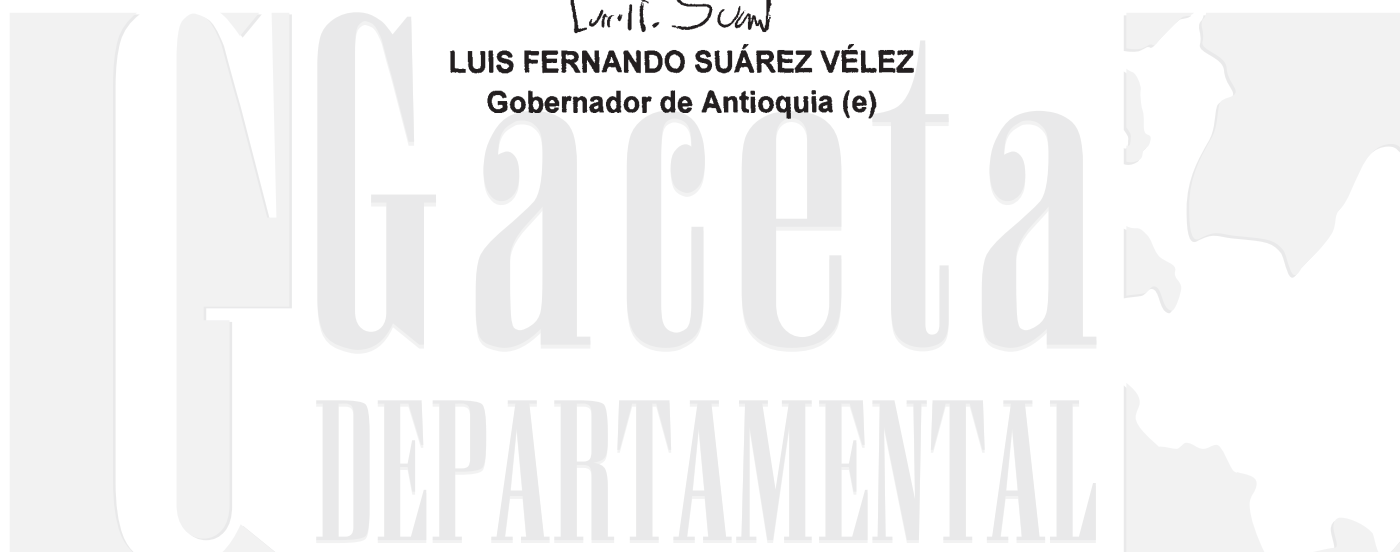 LUIS FERNANDO SUÁREZ VÉLEZ
Gobernador de Antioquia (e)
Gaceta
DEPARTAMENTAL